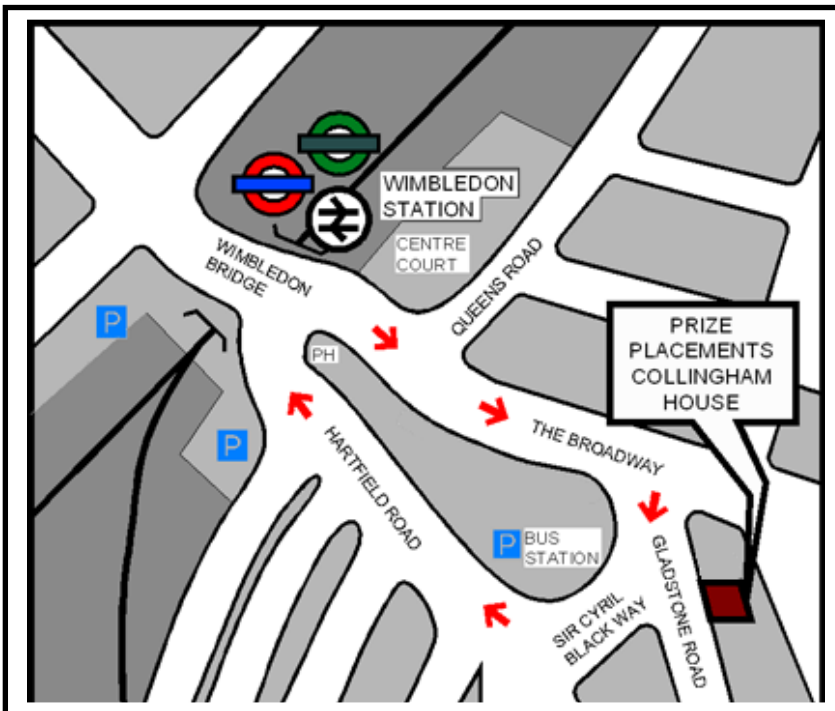 WIMBLEDON
STATION
CENTRE
COURT
WIMBLEDON
BRIDGE
QUEENS ROAD
P
PH
PRIZE
PLACEMENTS
COLLINGHAM
HOUSE
THE BROADWAY
HARTFIELD ROAD
P
P BUS
STATION
GLADSTONE ROAD
SIR CYRIL
BLACK WAY